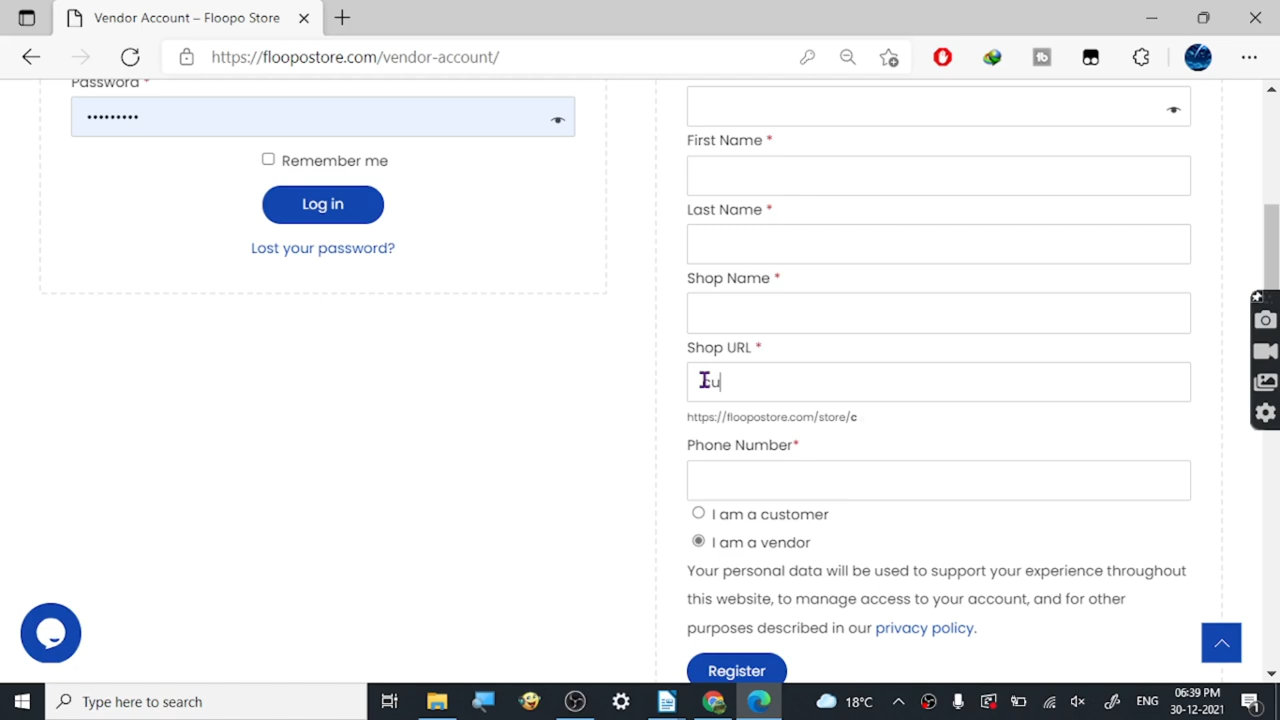 Vendor Account – Floopo Store
https://floopostore.com/vendor-account/
Password *
•••••••••
Remember me
Log in
Lost your password?
First Name *
Last Name *
Shop Name *
Shop URL *
cu
https://floopostore.com/store/c
Phone Number*
I am a customer
I am a vendor
Your personal data will be used to support your experience throughout
this website, to manage access to your account, and for other
purposes described in our privacy policy.
Register
Type here to search
18°C
ENG
06:39 PM
30-12-2021